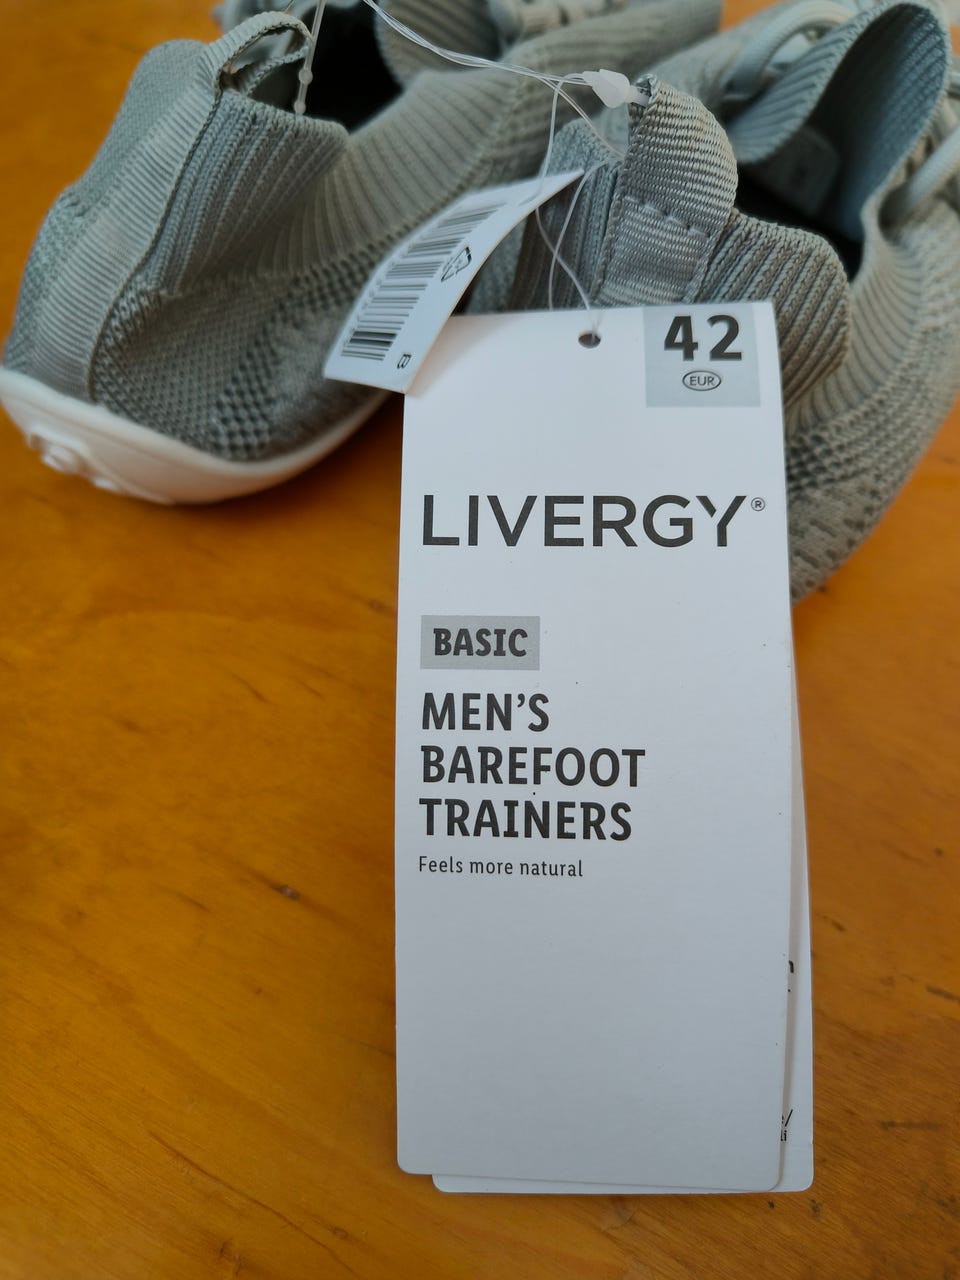 42
EUR
LIVERGY®
BASIC
MEN'S
BAREFOOT
TRAINERS
Feels more natural
B